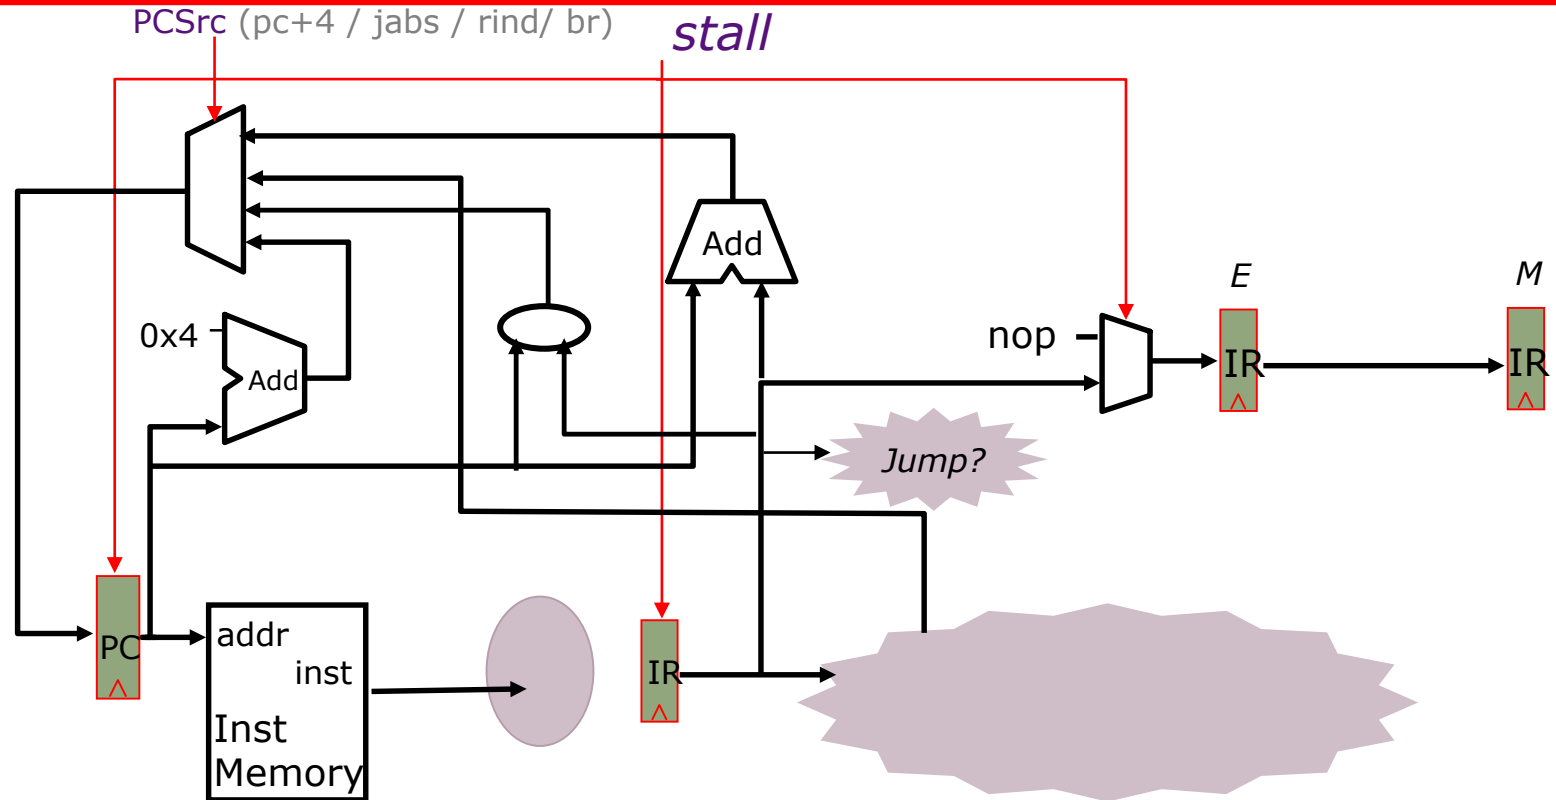 PCSrc (pc+4 / jabs / rind/ br)
stall
Add
E
M
0x4
Add
nop
IR
IR
Jump?
PC
addr
inst
Inst
Memory
IR